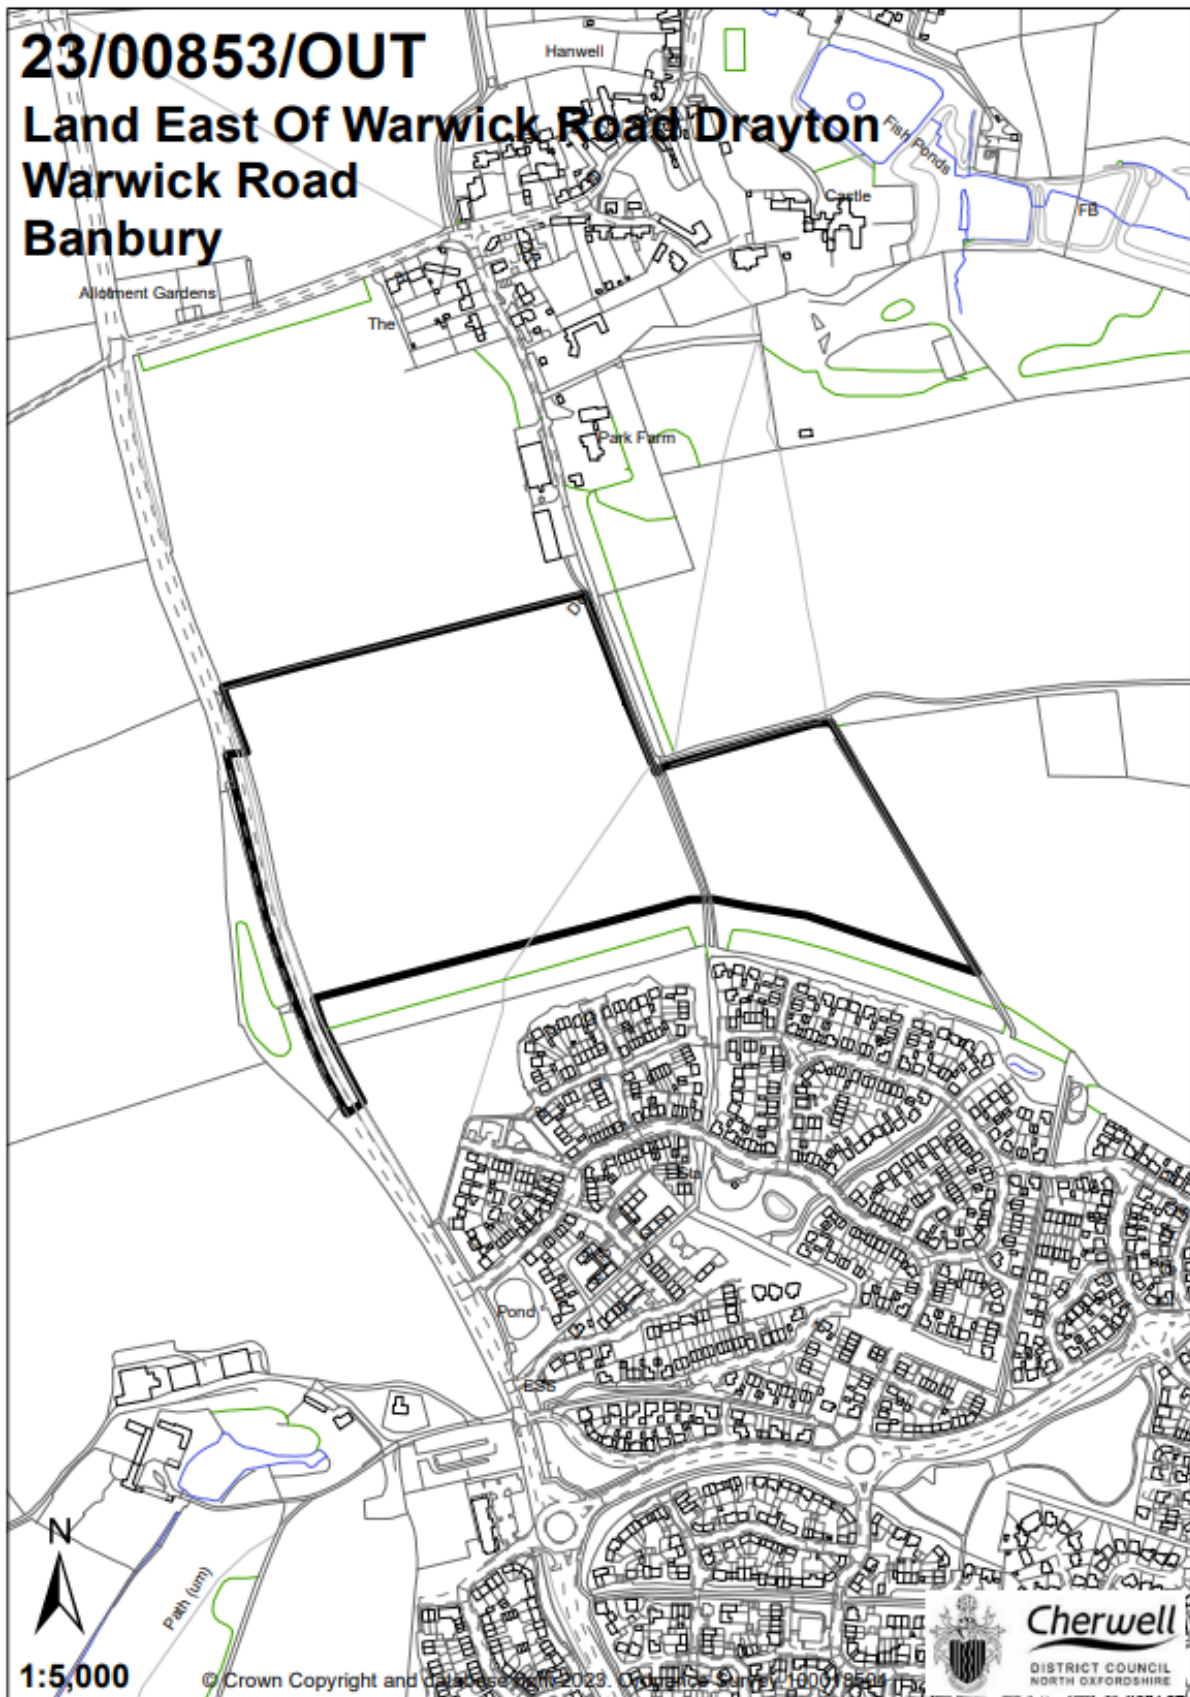 23/00853/OUT
Land East Of Warwick Road Drayton
Warwick Road
Banbury
Hanwell
Fish Ponds
Castle
FB
Allotment Gardens
The
Park Farm
Sta
Pond
ESS
Path (um)
N
1:5,000
© Crown Copyright and database right 2023. Ordnance Survey 100018504
Cherwell
DISTRICT COUNCIL
NORTH OXFORDSHIRE